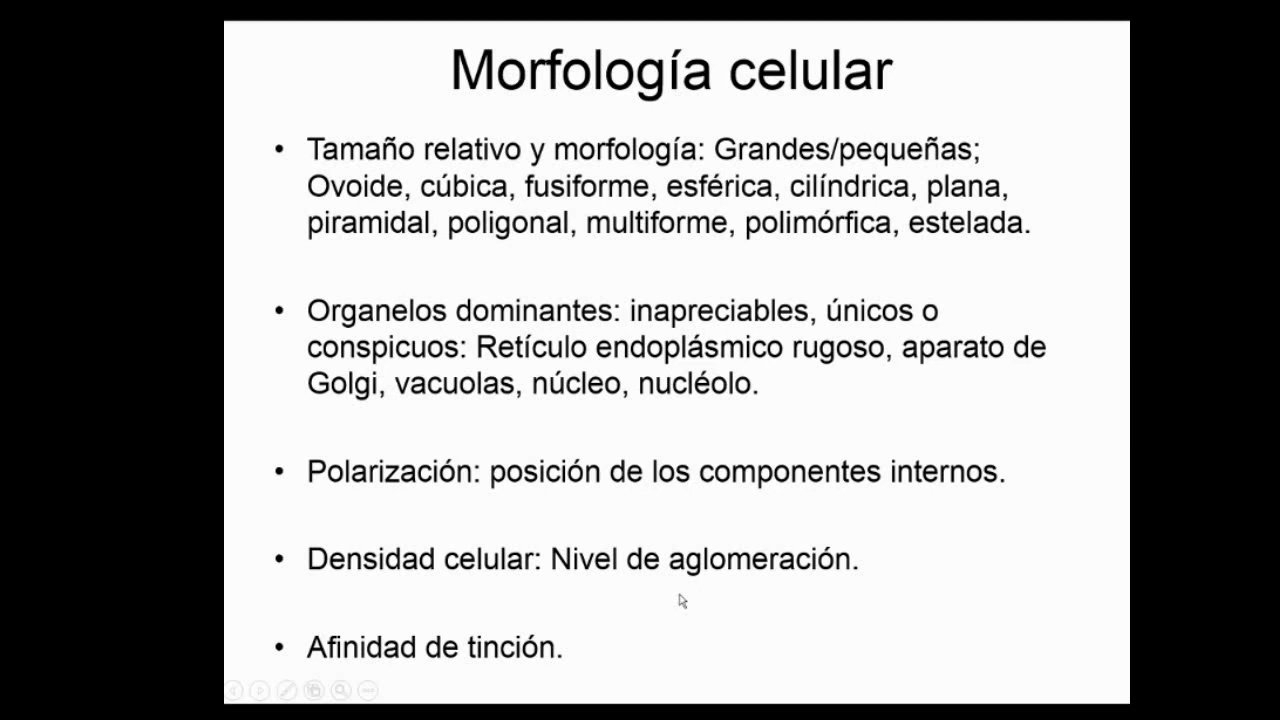 Morfología celular
• Tamaño relativo y morfología: Grandes/pequeñas;
Ovoide, cúbica, fusiforme, esférica, cilíndrica, plana,
piramidal, poligonal, multiforme, polimórfica, estelada.
• Organelos dominantes: inapreciables, únicos o
conspicuos: Retículo endoplásmico rugoso, aparato de
Golgi, vacuolas, núcleo, nucléolo.
• Polarización: posición de los componentes internos.
• Densidad celular: Nivel de aglomeración.
• Afinidad de tinción.